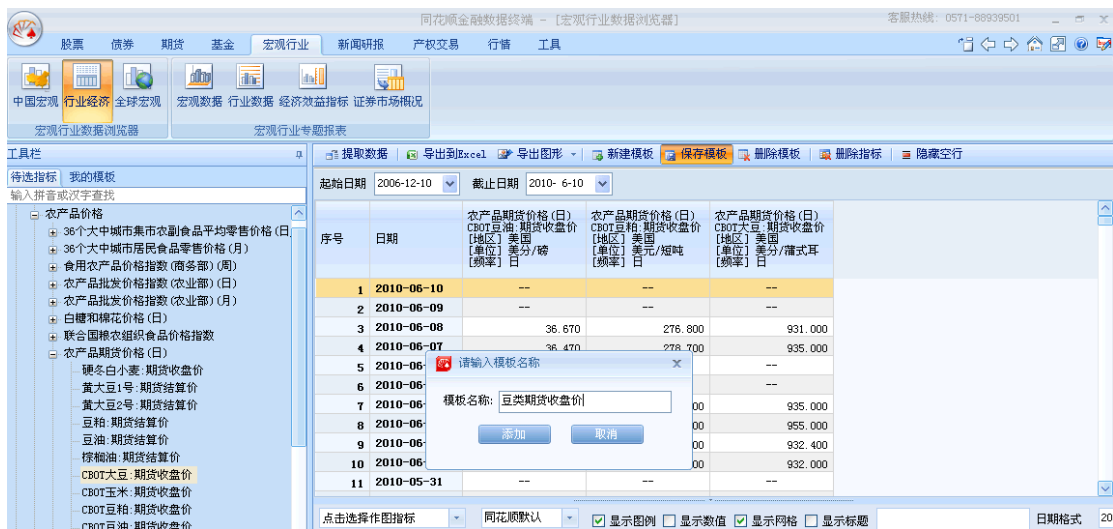 同花顺金融数据终端 - [宏观行业数据浏览器]
客服热线: 0571-88939501
股票 债券 期货 基金 宏观行业 新闻研报 产权交易 行情 工具
中国宏观 行业经济 全球宏观 宏观数据 行业数据 经济效益指标 证券市场概况
宏观行业数据浏览器 宏观行业专题报表
工具栏
提取数据 导出到Excel 导出图形 新建模板 保存模板 删除模板 删除指标 隐藏空行
待选指标 我的模板
输入拼音或汉字查找
农产品价格
36个大中城市集市农副食品平均零售价格(日
36个大中城市居民食品零售价格(月)
食用农产品价格指数(商务部)(周)
农产品批发价格指数(农业部)(日)
农产品批发价格指数(农业部)(月)
白糖和棉花价格(日)
联合国粮农组织食品价格指数
农产品期货价格(日)
硬冬白小麦:期货收盘价
黄大豆1号:期货结算价
黄大豆2号:期货结算价
豆粕:期货结算价
豆油:期货结算价
棕榈油:期货结算价
CBOT大豆:期货收盘价
CBOT玉米:期货收盘价
CBOT豆粕:期货收盘价
CBOT豆油:期货收盘价
起始日期 2006-12-10 截止日期 2010- 6-10
序号 日期
农产品期货价格(日)
CBOT豆油:期货收盘价
[地区] 美国
[单位] 美分/磅
[频率] 日
农产品期货价格(日)
CBOT豆粕:期货收盘价
[地区] 美国
[单位] 美元/短吨
[频率] 日
农产品期货价格(日)
CBOT大豆:期货收盘价
[地区] 美国
[单位] 美分/蒲式耳
[频率] 日
1 2010-06-10 -- -- --
2 2010-06-09 -- -- --
3 2010-06-08 36.670 276.800 931.000
4 2010-06-07 36.470 278.700 935.000
5 2010-06- --
6 2010-06- --
7 2010-06- 00 935.000
8 2010-06- 00 955.000
9 2010-06- 00 932.400
10 2010-06- 00 932.000
11 2010-05-31 -- -- --
请输入模板名称
模板名称: 豆类期货收盘价
添加 取消
点击选择作图指标 同花顺默认 显示图例 显示数值 显示网格 显示标题 日期格式 20